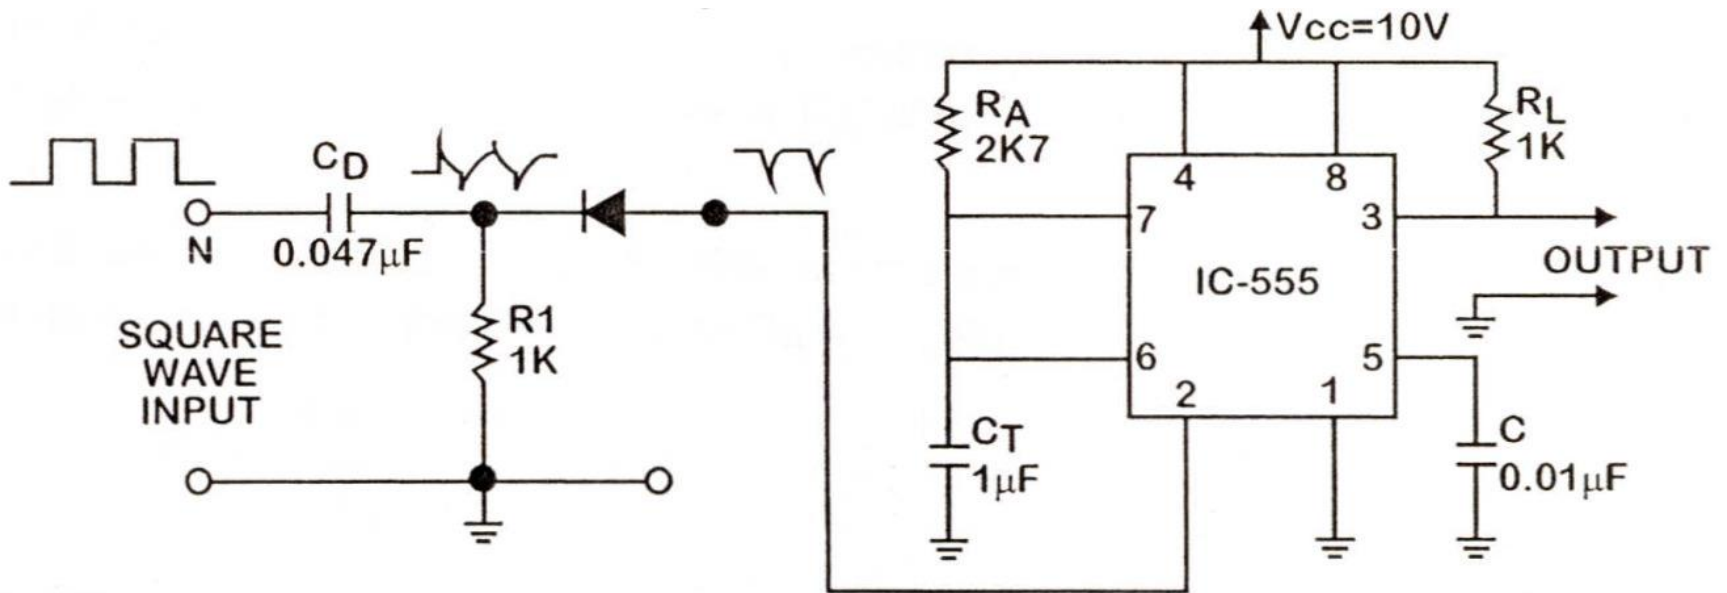 Vcc=10V
RA
2K7
RL
1K
CD
0.047μF
N
4
8
7
3
IC-555
OUTPUT
R1
1K
SQUARE
WAVE
INPUT
6
5
2
1
CT
1μF
C
0.01μF